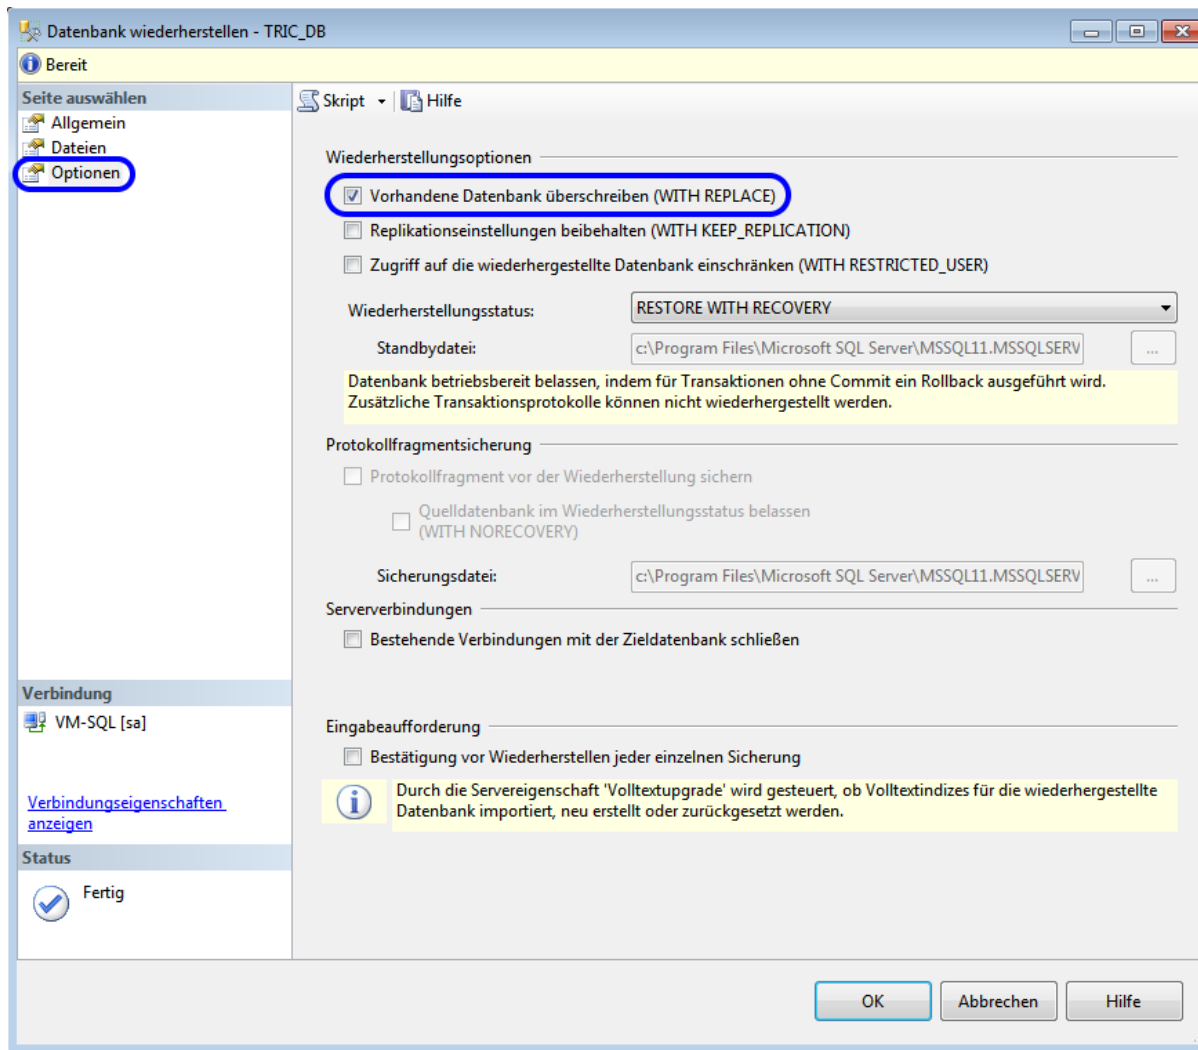 Datenbank wiederherstellen - TRIC_DB
Bereit
Seite auswählen
Allgemein
Dateien
Optionen
Skript
Hilfe
Wiederherstellungsoptionen
Vorhandene Datenbank überschreiben (WITH REPLACE)
Replikationseinstellungen beibehalten (WITH KEEP_REPLICATION)
Zugriff auf die wiederhergestellte Datenbank einschränken (WITH RESTRICTED_USER)
Wiederherstellungsstatus:
RESTORE WITH RECOVERY
Standbydatei:
c:\Program Files\Microsoft SQL Server\MSSQL11.MSSQLSERV
...
Datenbank betriebsbereit belassen, indem für Transaktionen ohne Commit ein Rollback ausgeführt wird.
Zusätzliche Transaktionsprotokolle können nicht wiederhergestellt werden.
Protokollfragmentsicherung
Protokollfragment vor der Wiederherstellung sichern
Quelldatenbank im Wiederherstellungsstatus belassen
(WITH NORECOVERY)
Sicherungsdatei:
c:\Program Files\Microsoft SQL Server\MSSQL11.MSSQLSERV
...
Serververbindungen
Bestehende Verbindungen mit der Zieldatenbank schließen
Verbindung
VM-SQL [sa]
Verbindungseigenschaften
anzeigen
Eingabeaufforderung
Bestätigung vor Wiederherstellen jeder einzelnen Sicherung
Durch die Servereigenschaft 'Volltextupgrade' wird gesteuert, ob Volltextindizes für die wiederhergestellte
Datenbank importiert, neu erstellt oder zurückgesetzt werden.
Status
Fertig
OK
Abbrechen
Hilfe